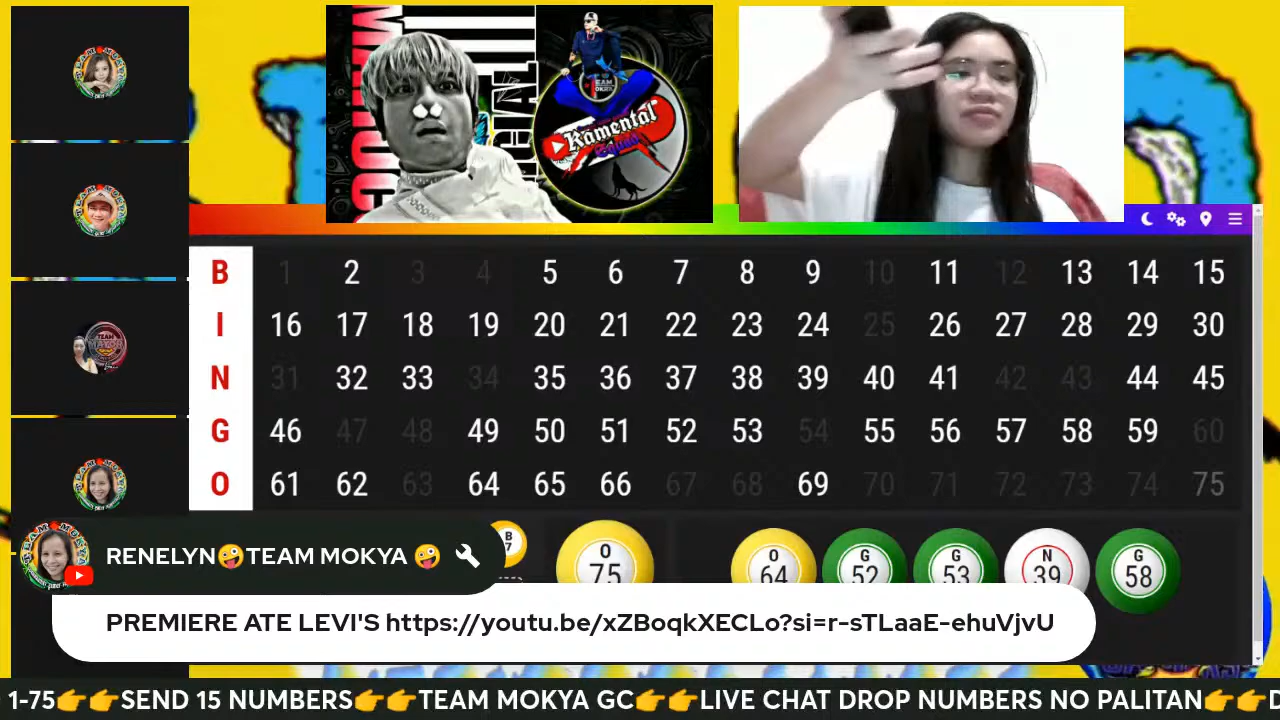 Ramental
Squad
B 1 2 3 4 5 6 7 8 9 10 11 12 13 14 15
I 16 17 18 19 20 21 22 23 24 25 26 27 28 29 30
N 31 32 33 34 35 36 37 38 39 40 41 42 43 44 45
G 46 47 48 49 50 51 52 53 54 55 56 57 58 59 60
O 61 62 63 64 65 66 67 68 69 70 71 72 73 74 75
B 7
O 75
O 64
G 52
G 53
N 39
G 58
RENELYN🤪TEAM MOKYA 🤪
PREMIERE ATE LEVI'S https://youtu.be/xZBoqkXECLo?si=r-sTLaaE-ehuVjvU
1-75👉👉SEND 15 NUMBERS👉👉TEAM MOKYA GC👉👉LIVE CHAT DROP NUMBERS NO PALITAN👉👉D